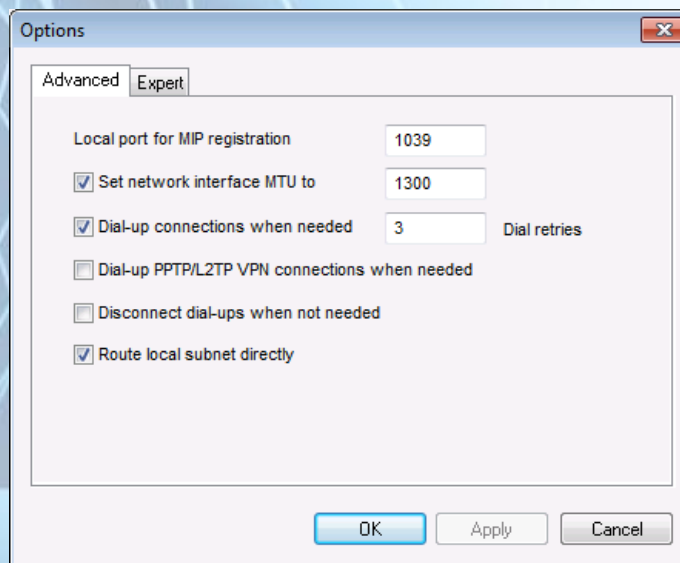 Options
Advanced Expert
Local port for MIP registration 1039
Set network interface MTU to 1300
Dial-up connections when needed 3 Dial retries
Dial-up PPTP/L2TP VPN connections when needed
Disconnect dial-ups when not needed
Route local subnet directly
OK Apply Cancel